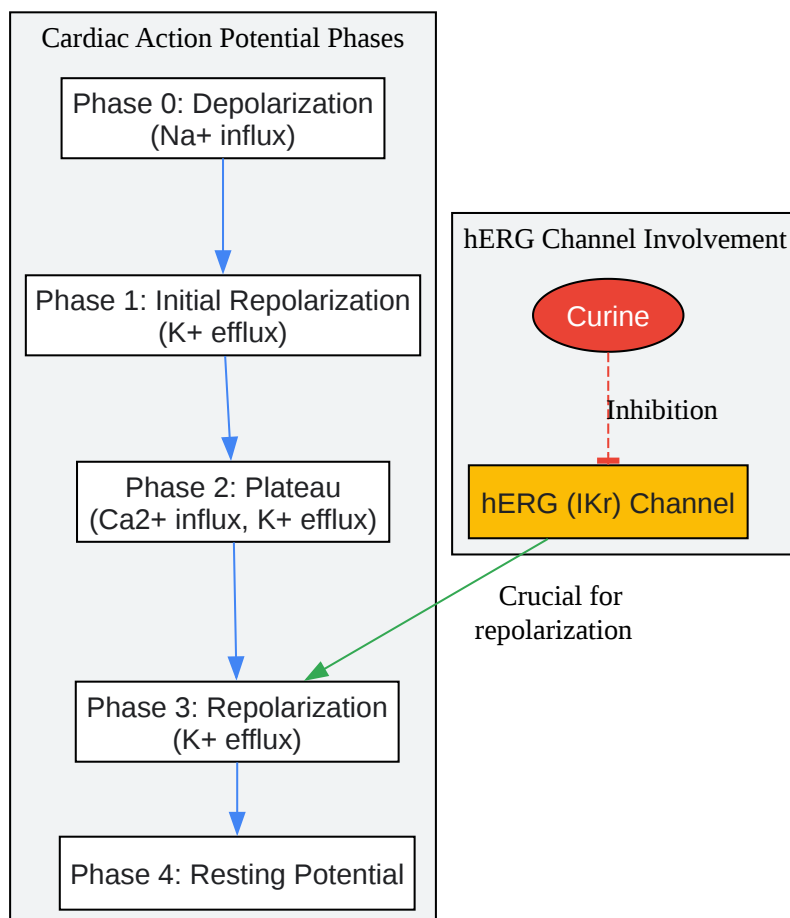 Cardiac Action Potential Phases
Phase 0: Depolarization
(Na+ influx)
Phase 1: Initial Repolarization
(K+ efflux)
Phase 2: Plateau
(Ca2+ influx, K+ efflux)
Phase 3: Repolarization
(K+ efflux)
Phase 4: Resting Potential
hERG Channel Involvement
Curine
Inhibition
hERG (IKr) Channel
Crucial for
repolarization